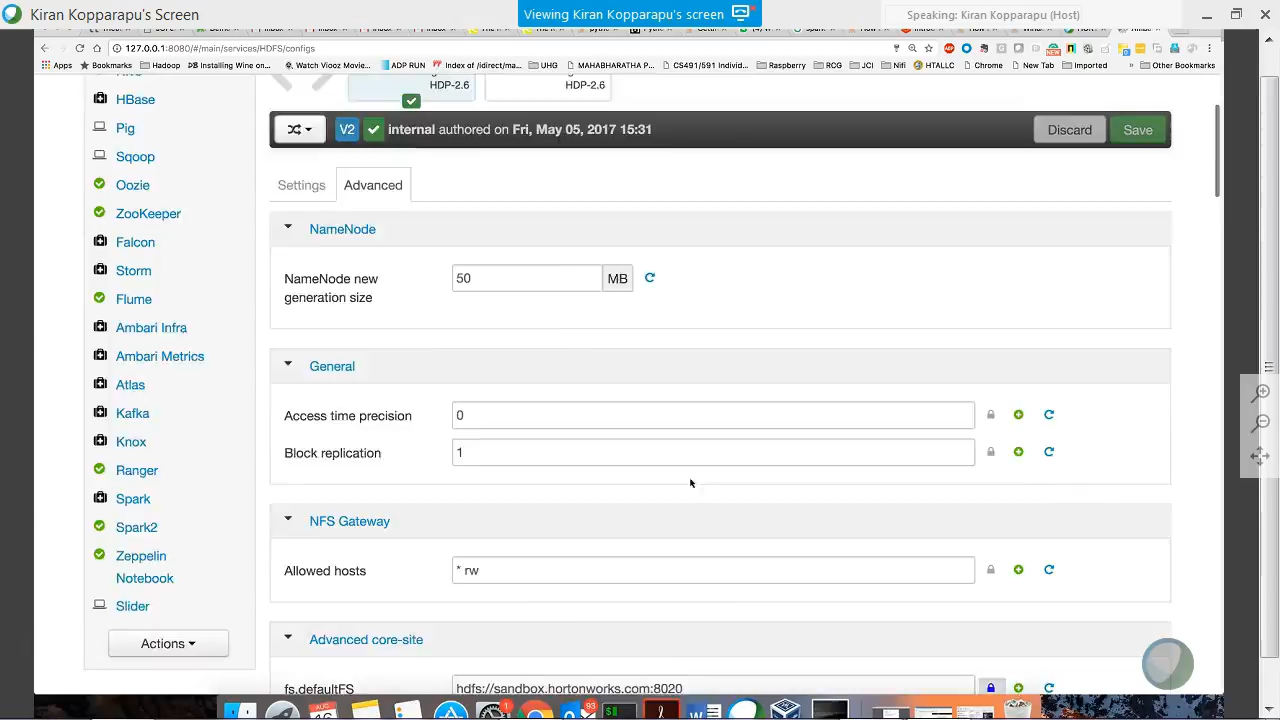 Kiran Kopparapu's Screen
Viewing Kiran Kopparapu's screen
Speaking: Kiran Kopparapu (Host)
127.0.0.1:8080/#/main/services/HDFS/configs
Apps Bookmarks Hadoop Installing Wine on... Watch Viooz Movie... ADP RUN Index of /idirect/ma... UHG MAHABHARATHA P... CS491/591 Individ... Raspberry RCG JCI Nifi HTALLC Chrome New Tab Imported » Other Bookmarks
HDP-2.6
HDP-2.6
V2 internal authored on Fri, May 05, 2017 15:31
Discard
Save
HBase
Pig
Sqoop
Oozie
ZooKeeper
Falcon
Storm
Flume
Ambari Infra
Ambari Metrics
Atlas
Kafka
Knox
Ranger
Spark
Spark2
Zeppelin
Notebook
Slider
Actions
Settings
Advanced
NameNode
NameNode new
generation size
50
MB
General
Access time precision
0
Block replication
1
NFS Gateway
Allowed hosts
* rw
Advanced core-site
fs.defaultFS
hdfs://sandbox.hortonworks.com:8020
AUG
1
93